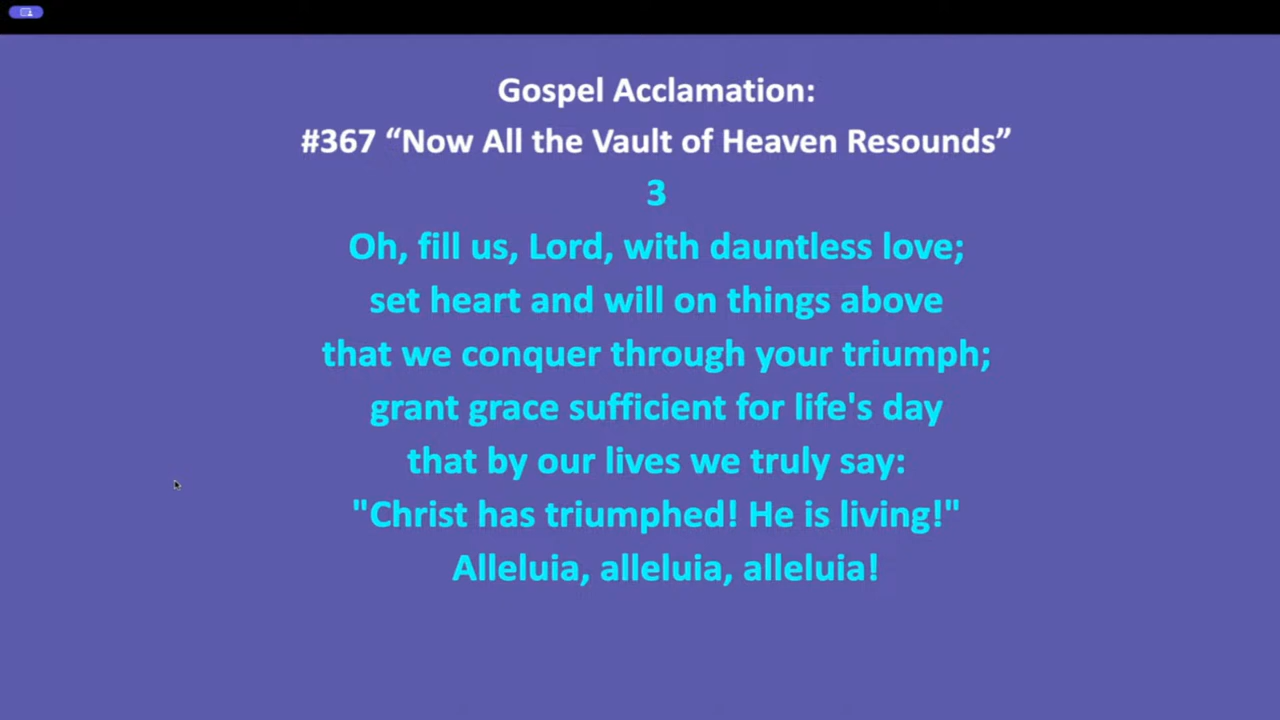 Gospel Acclamation:
#367 “Now All the Vault of Heaven Resounds”
3
Oh, fill us, Lord, with dauntless love;
set heart and will on things above
that we conquer through your triumph;
grant grace sufficient for life's day
that by our lives we truly say:
"Christ has triumphed! He is living!"
Alleluia, alleluia, alleluia!